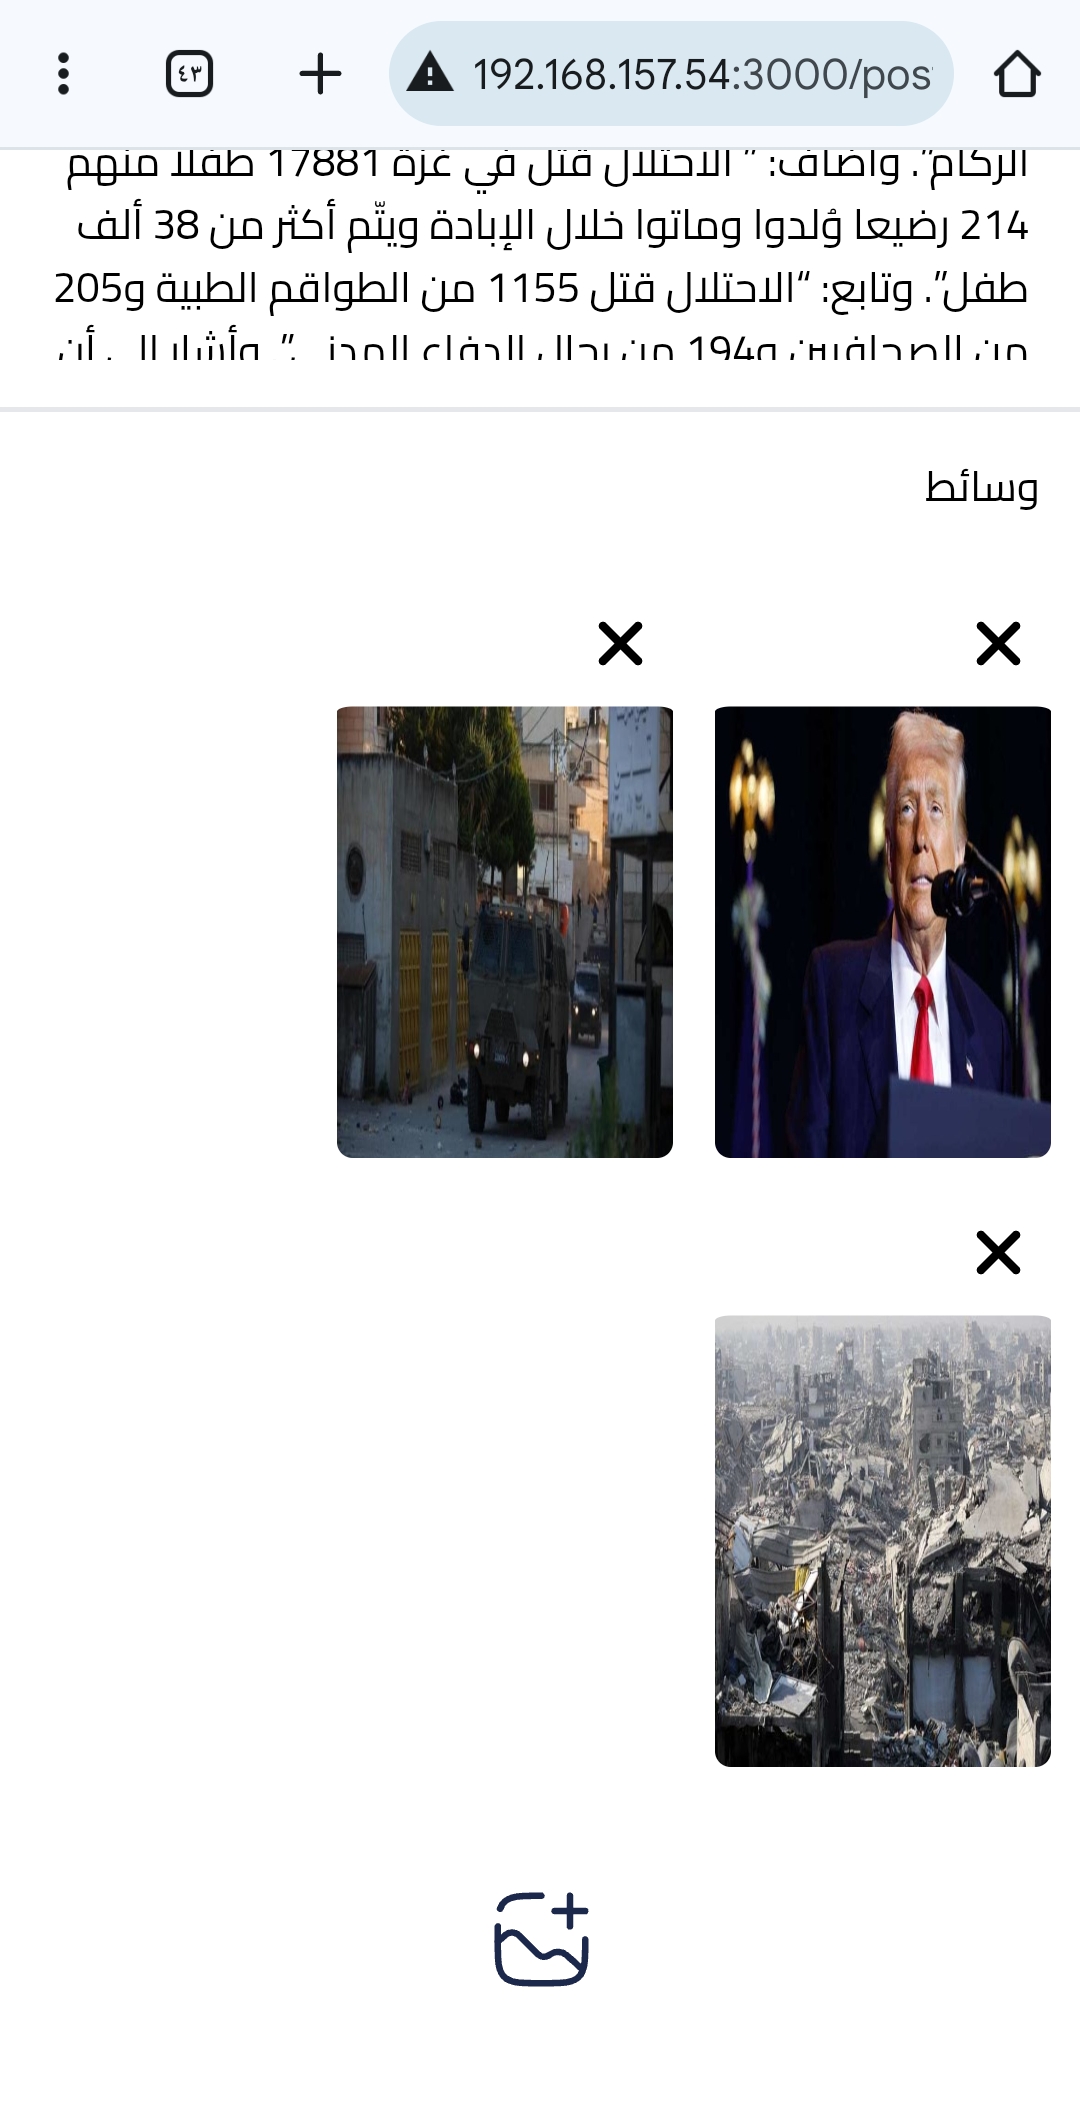 ٤٣
192.168.157.54:3000/pos
الركام”. وأضاف: ” الاحتلال قتل في غزة 17881 طفلا منهم
214 رضيعا وُلدوا وماتوا خلال الإبادة ويتّم أكثر من 38 ألف
طفل”. وتابع: “الاحتلال قتل 1155 من الطواقم الطبية و205
من الصحافيين و194 من رجال الدفاع المدني”. وأشار إلى أن
وسائط